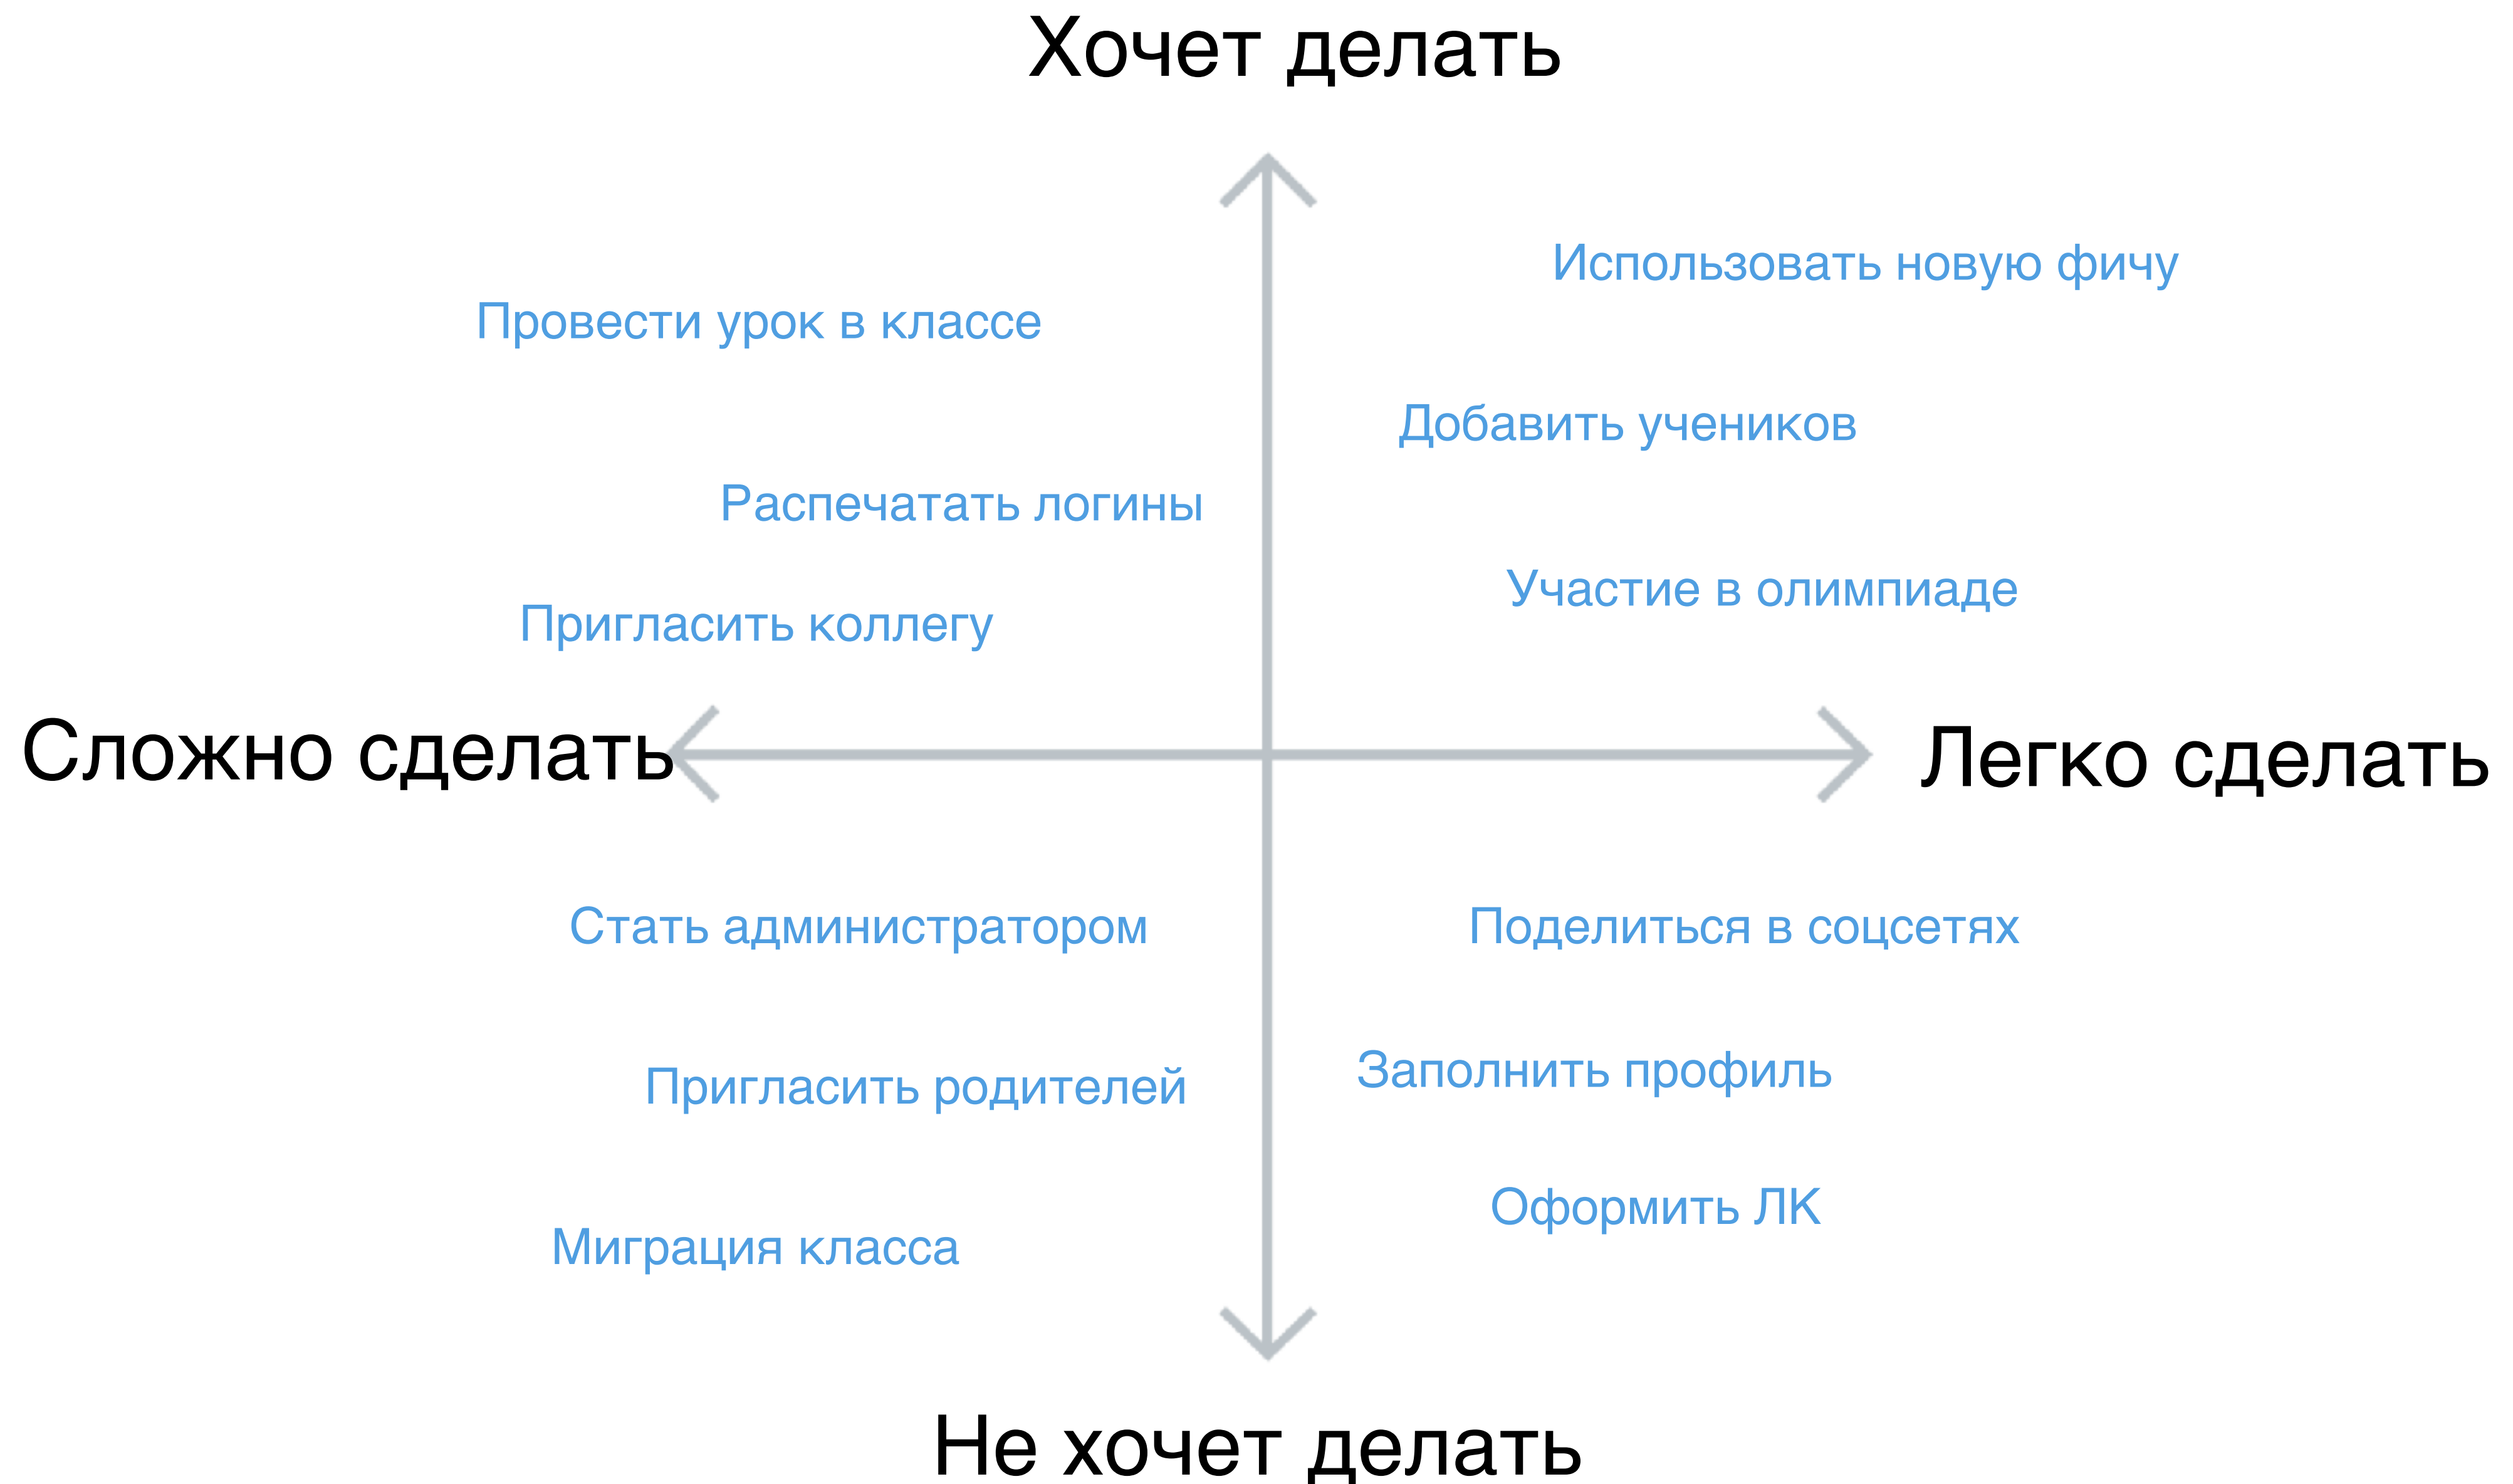 Хочет делать
Использовать новую фичу
Провести урок в классе
Добавить учеников
Распечатать логины
Участие в олимпиаде
Пригласить коллегу
Сложно сделать
Легко сделать
Стать администратором
Поделиться в соцсетях
Заполнить профиль
Пригласить родителей
Оформить ЛК
Миграция класса
Не хочет делать